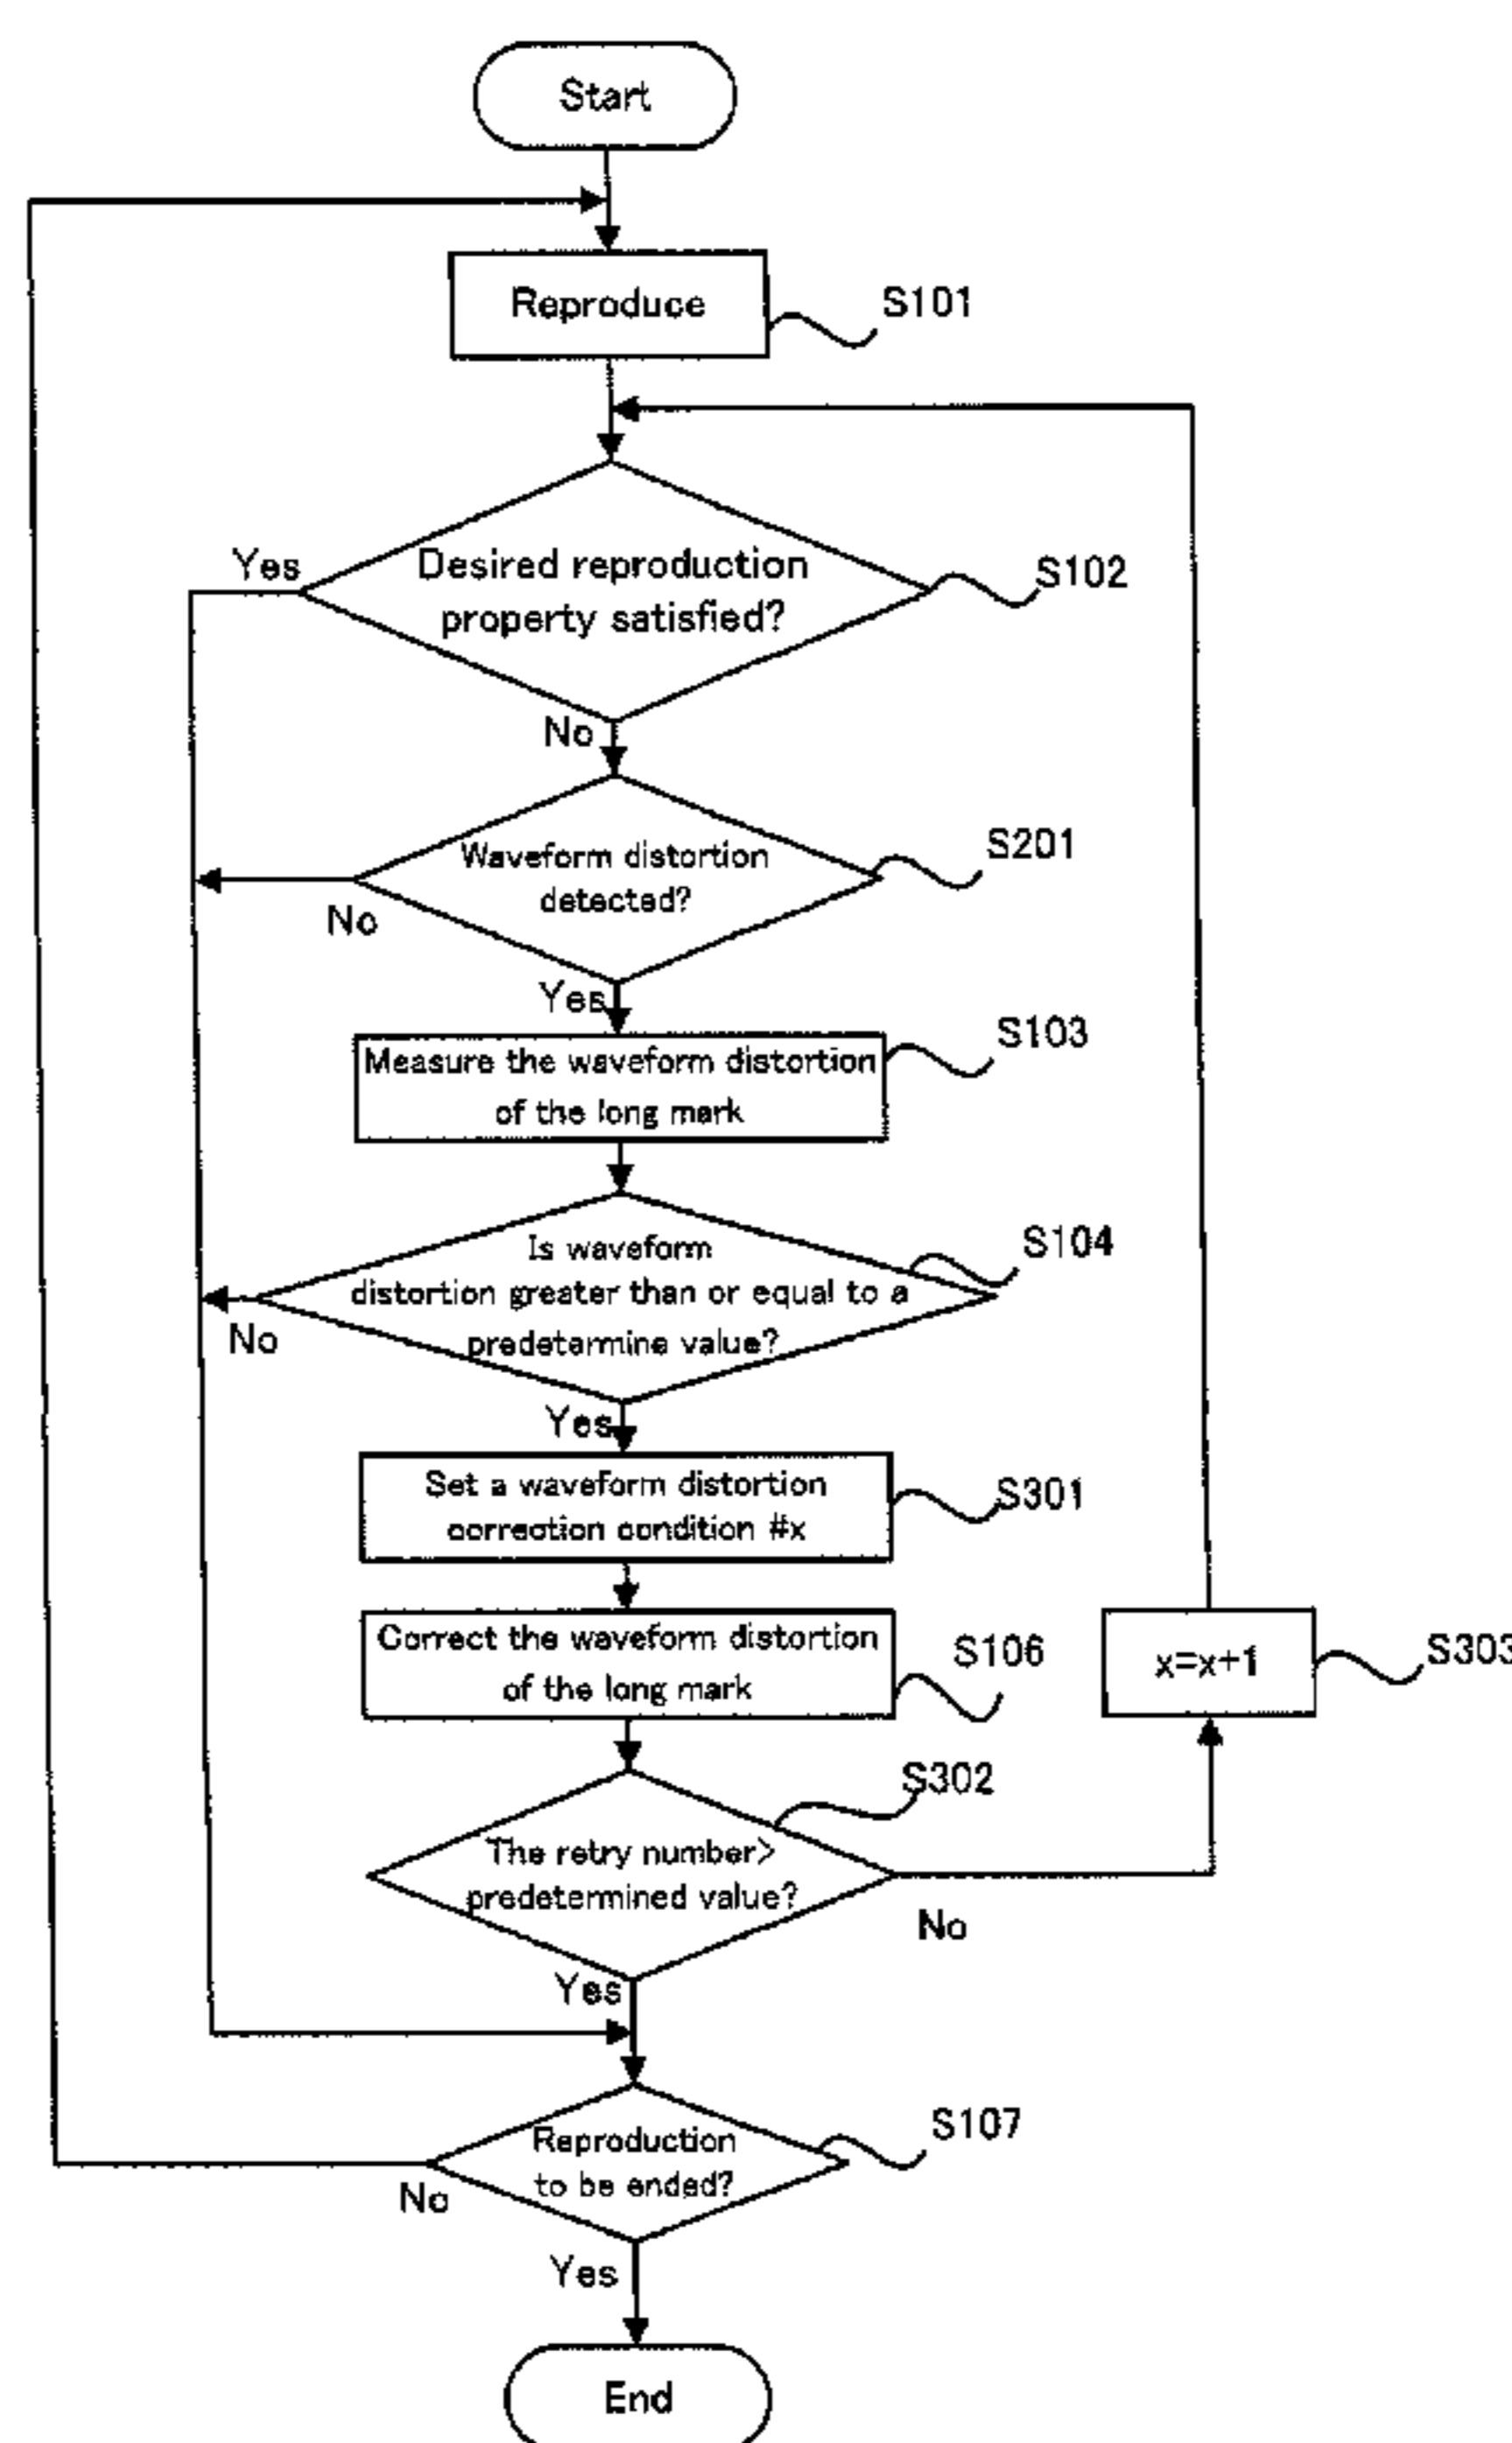 Start
Reproduce
S101
Yes
Desired reproduction
property satisfied?
S102
No
Waveform distortion
detected?
S201
No
Yes
Measure the waveform distortion
of the long mark
S103
Is waveform
distortion greater than or equal to a
predetermine value?
S104
No
Yes
Set a waveform distortion
correction condition #x
S301
Correct the waveform distortion
of the long mark
S106
x=x+1
S303
S302
The retry number>
predetermined value?
No
Yes
Reproduction
to be ended?
S107
No
Yes
End